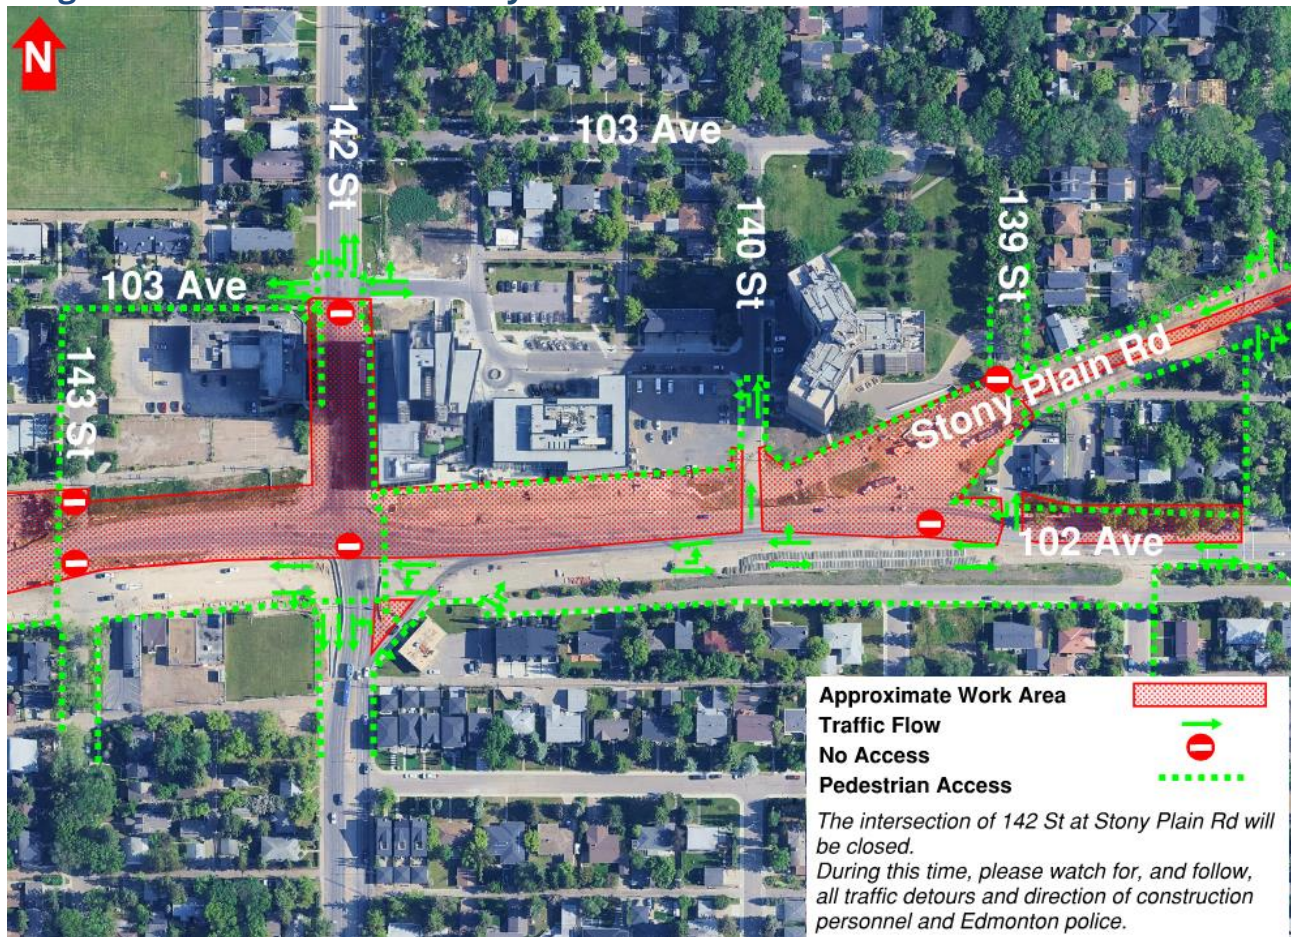 N
142 St
103 Ave
140 St
139 St
103 Ave
143 St
Stony Plain Rd
102 Ave
Approximate Work Area
Traffic Flow
No Access
Pedestrian Access
The intersection of 142 St at Stony Plain Rd will
be closed.
During this time, please watch for, and follow,
all traffic detours and direction of construction
personnel and Edmonton police.